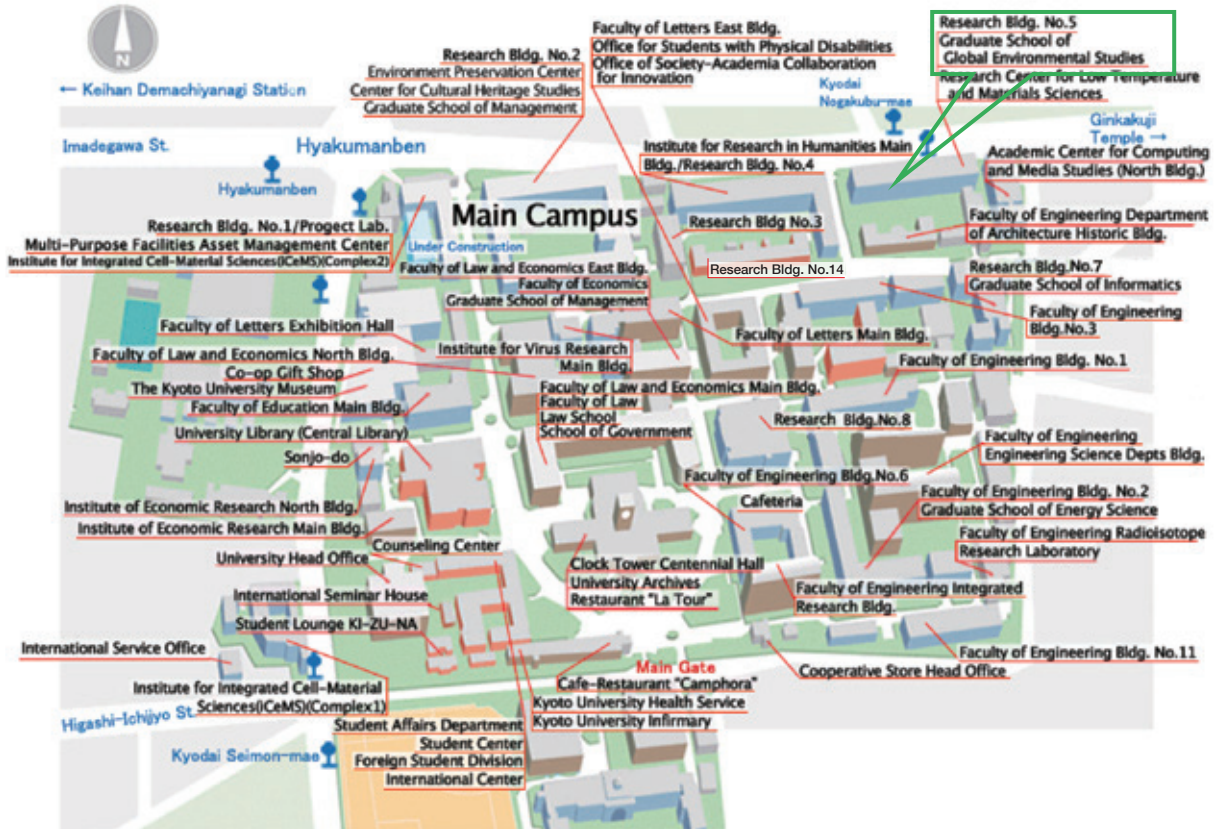 N
← Keihan Demachiyanagi Station
Imadegawa St.
Hyakumanben
Hyakumanben
Research Bldg. No.2
Environment Preservation Center
Center for Cultural Heritage Studies
Graduate School of Management
Faculty of Letters East Bldg.
Office for Students with Physical Disabilities
Office of Society-Academia Collaboration
for Innovation
Research Bldg. No.5
Graduate School of
Global Environmental Studies
Research Center for Low Temperature
and Materials Sciences
Kyodai
Nogakubu-mae
Ginkakuji
Temple →
Institute for Research in Humanities Main
Bldg./Research Bldg. No.4
Academic Center for Computing
and Media Studies (North Bldg.)
Main Campus
Research Bldg. No.1/Progect Lab.
Multi-Purpose Facilities Asset Management Center
Institute for Integrated Cell-Material Sciences(iCeMS)(Complex2)
Under Construction
Research Bldg No.3
Faculty of Engineering Department
of Architecture Historic Bldg.
Faculty of Law and Economics East Bldg.
Faculty of Economics
Graduate School of Management
Research Bldg. No.14
Research Bldg. No.7
Graduate School of Informatics
Faculty of Engineering
Bldg.No.3
Faculty of Letters Exhibition Hall
Faculty of Letters Main Bldg.
Institute for Virus Research
Main Bldg.
Faculty of Law and Economics North Bldg.
Co-op Gift Shop
The Kyoto University Museum
Faculty of Education Main Bldg.
Faculty of Engineering Bldg. No.1
Faculty of Law and Economics Main Bldg.
Faculty of Law
Law School
School of Government
Research Bldg.No.8
University Library (Central Library)
Sonjo-do
Faculty of Engineering
Engineering Science Depts Bldg.
Faculty of Engineering Bldg.No.6
Faculty of Engineering Bldg. No.2
Graduate School of Energy Science
Cafeteria
Institute of Economic Research North Bldg.
Institute of Economic Research Main Bldg.
Faculty of Engineering Radioisotope
Research Laboratory
Counseling Center
University Head Office
Clock Tower Centennial Hall
University Archives
Restaurant "La Tour"
Faculty of Engineering Integrated
Research Bldg.
International Seminar House
Student Lounge KI-ZU-NA
International Service Office
Faculty of Engineering Bldg. No.11
Cooperative Store Head Office
Main Gate
Cafe-Restaurant "Camphora"
Kyoto University Health Service
Kyoto University Infirmary
Institute for Integrated Cell-Material
Sciences(iCeMS)(Complex1)
Higashi-Ichijyo St.
Student Affairs Department
Student Center
Foreign Student Division
International Center
Kyodai Seimon-mae